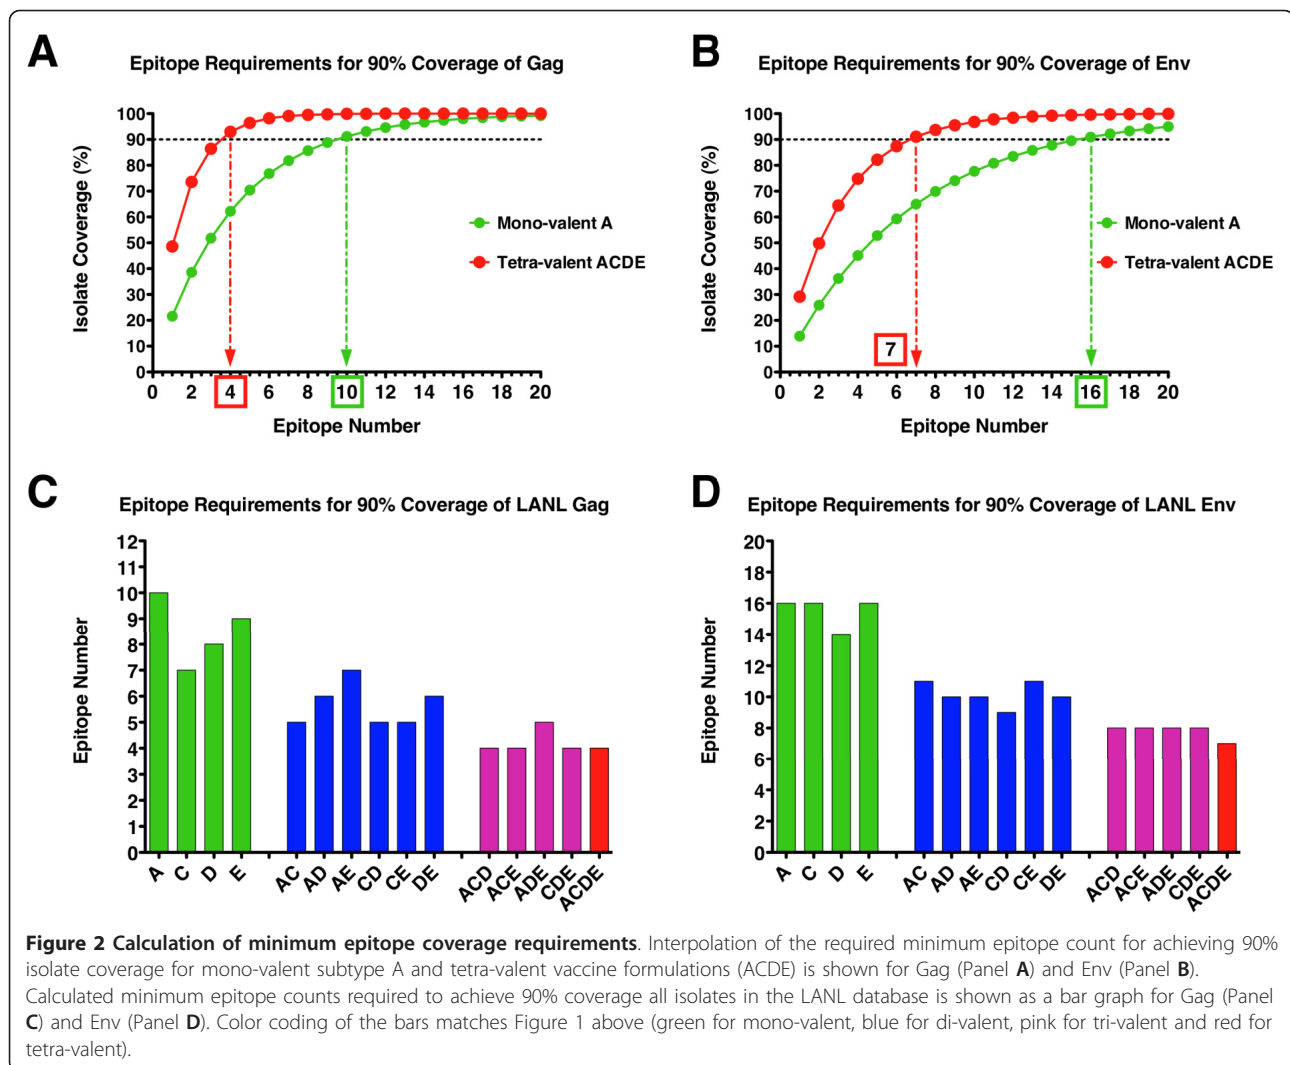 A
Epitope Requirements for 90% Coverage of Gag
Isolate Coverage (%)
100
90
80
70
60
50
40
30
20
10
0
0 2 4 6 8 10 12 14 16 18 20
Epitope Number
Mono-valent A
Tetra-valent ACDE
B
Epitope Requirements for 90% Coverage of Env
Isolate Coverage (%)
100
90
80
70
60
50
40
30
20
10
0
7
0 2 4 6 8 10 12 14 16 18 20
Epitope Number
Mono-valent A
Tetra-valent ACDE
C
Epitope Requirements for 90% Coverage of LANL Gag
Epitope Number
12
11
10
9
8
7
6
5
4
3
2
1
0
A C D E AC AD AE CD CE DE ACD ACE ADE CDE ACDE
D
Epitope Requirements for 90% Coverage of LANL Env
Epitope Number
20
18
16
14
12
10
8
6
4
2
0
A C D E AC AD AE CD CE DE ACD ACE ADE CDE ACDE
Figure 2 Calculation of minimum epitope coverage requirements. Interpolation of the required minimum epitope count for achieving 90%
isolate coverage for mono-valent subtype A and tetra-valent vaccine formulations (ACDE) is shown for Gag (Panel A) and Env (Panel B).
Calculated minimum epitope counts required to achieve 90% coverage all isolates in the LANL database is shown as a bar graph for Gag (Panel
C) and Env (Panel D). Color coding of the bars matches Figure 1 above (green for mono-valent, blue for di-valent, pink for tri-valent and red for
tetra-valent).